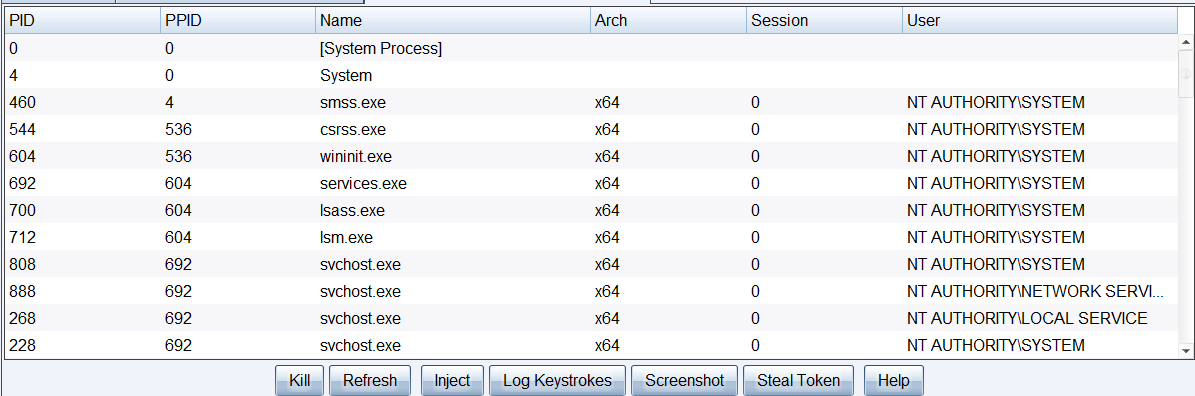 PID PPID Name Arch Session User
0 0 [System Process]
4 0 System
460 4 smss.exe x64 0 NT AUTHORITY\SYSTEM
544 536 csrss.exe x64 0 NT AUTHORITY\SYSTEM
604 536 wininit.exe x64 0 NT AUTHORITY\SYSTEM
692 604 services.exe x64 0 NT AUTHORITY\SYSTEM
700 604 lsass.exe x64 0 NT AUTHORITY\SYSTEM
712 604 lsm.exe x64 0 NT AUTHORITY\SYSTEM
808 692 svchost.exe x64 0 NT AUTHORITY\SYSTEM
888 692 svchost.exe x64 0 NT AUTHORITY\NETWORK SERVI...
268 692 svchost.exe x64 0 NT AUTHORITY\LOCAL SERVICE
228 692 svchost.exe x64 0 NT AUTHORITY\SYSTEM
Kill Refresh Inject Log Keystrokes Screenshot Steal Token Help